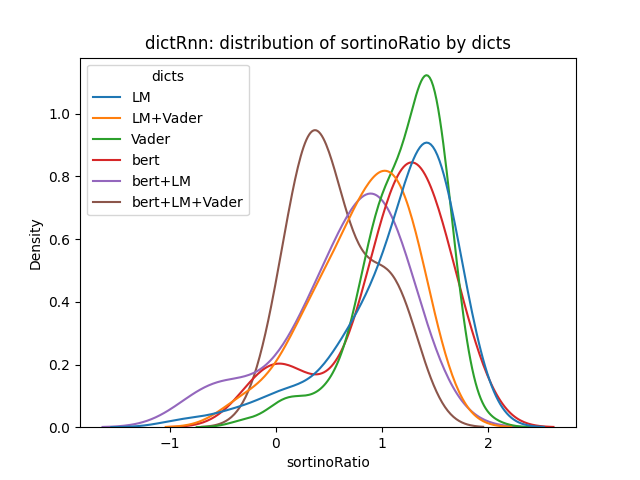 dictRnn: distribution of sortinoRatio by dicts
dicts
LM
LM+Vader
Vader
bert
bert+LM
bert+LM+Vader
Density
1.0
0.8
0.6
0.4
0.2
0.0
−1
0
1
2
sortinoRatio